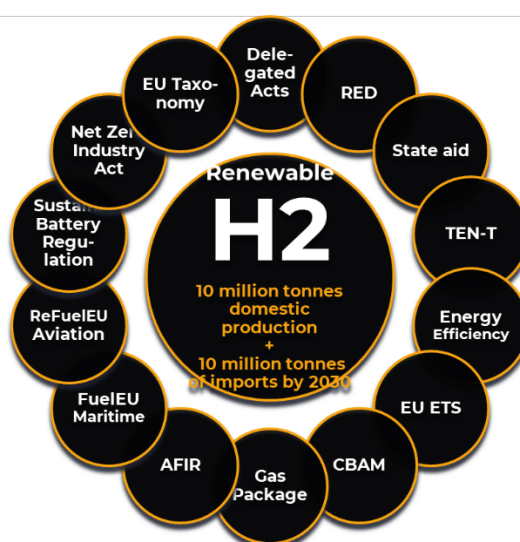 Dele-
gated
Acts
RED
State aid
TEN-T
Energy
Efficiency
EU ETS
CBAM
Gas
Package
AFIR
FuelEU
Maritime
ReFuelEU
Aviation
Battery
Regu-
lation
Net
Industry
Act
EU Taxo-
nomy
Renewable
H2
10 million tonnes
domestic
production
+
10 million tonnes
of imports by 2030